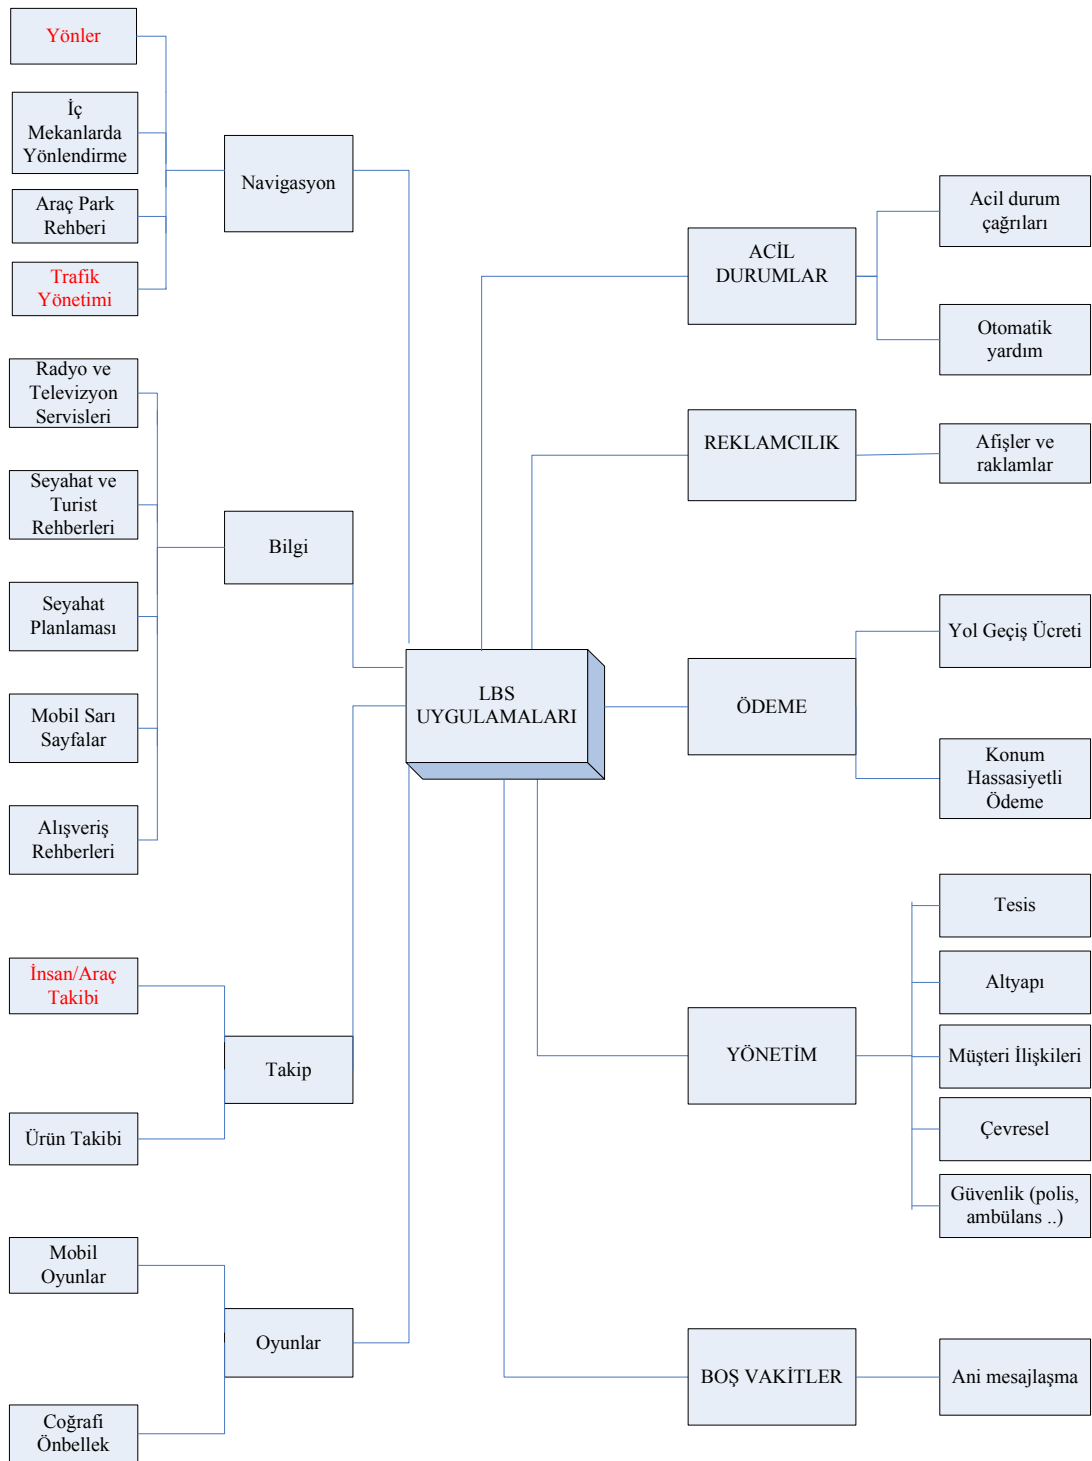 Yönler
İç
Mekanlarda
Yönlendirme
Araç Park
Rehberi
Trafik
Yönetimi
Navigasyon
Radyo ve
Televizyon
Servisleri
Seyahat ve
Turist
Rehberleri
Seyahat
Planlaması
Mobil Sarı
Sayfalar
Alışveriş
Rehberleri
Bilgi
İnsan/Araç
Takibi
Ürün Takibi
Takip
Mobil
Oyunlar
Coğrafi
Önbellek
Oyunlar
LBS
UYGULAMALARI
ACİL
DURUMLAR
Acil durum
çağrıları
Otomatik
yardım
REKLAMCILIK
Afişler ve
raklamlar
ÖDEME
Yol Geçiş Ücreti
Konum
Hassasiyetli
Ödeme
YÖNETİM
Tesis
Altyapı
Müşteri İlişkileri
Çevresel
Güvenlik (polis,
ambülans ..)
BOŞ VAKİTLER
Ani mesajlaşma